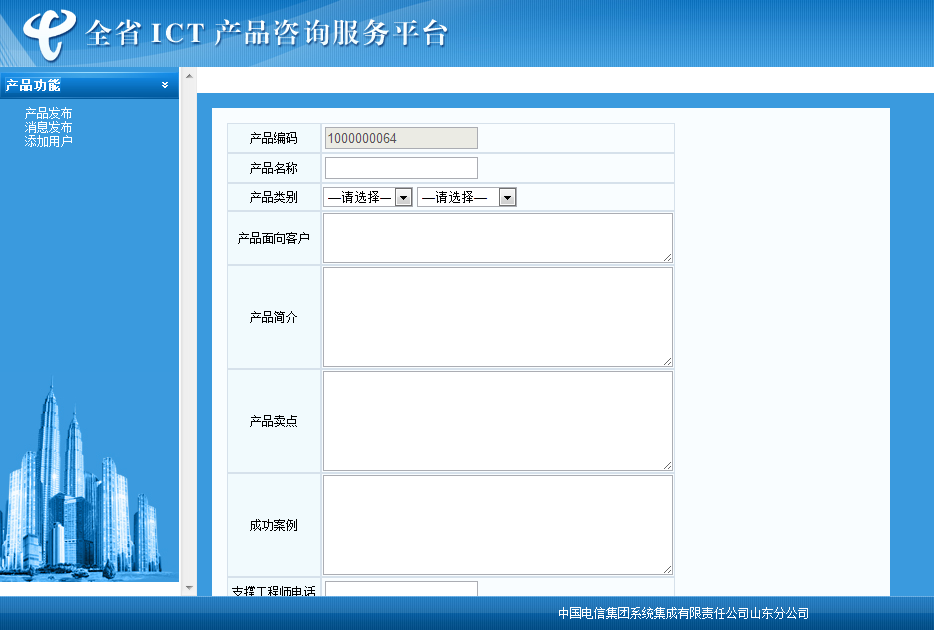 全省 ICT 产品咨询服务平台
产品功能
产品发布
消息发布
添加用户
产品编码 1000000064
产品名称
产品类别 —请选择— —请选择—
产品面向客户
产品简介
产品卖点
成功案例
支撑工程师电话
中国电信集团系统集成有限责任公司山东分公司